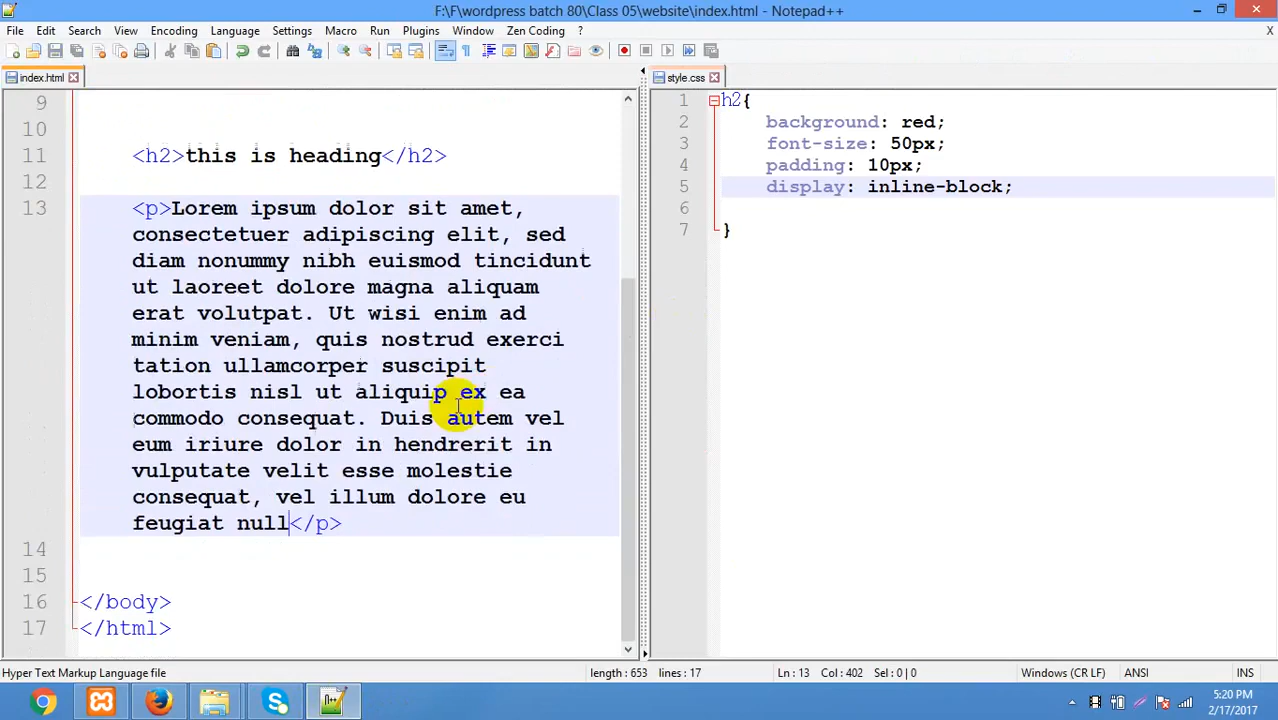 F:\F\wordpress batch 80\Class 05\website\index.html - Notepad++
File Edit Search View Encoding Language Settings Macro Run Plugins Window Zen Coding ? X
index.html
style.css
9
10
11 <h2>this is heading</h2>
12
13 <p>Lorem ipsum dolor sit amet,
consectetuer adipiscing elit, sed
diam nonummy nibh euismod tincidunt
ut laoreet dolore magna aliquam
erat volutpat. Ut wisi enim ad
minim veniam, quis nostrud exerci
tation ullamcorper suscipit
lobortis nisl ut aliquip ex ea
commodo consequat. Duis autem vel
eum iriure dolor in hendrerit in
vulputate velit esse molestie
consequat, vel illum dolore eu
feugiat null</p>
14
15
16 </body>
17 </html>
1 h2{
2 background: red;
3 font-size: 50px;
4 padding: 10px;
5 display: inline-block;
6
7 }
Hyper Text Markup Language file length : 653 lines : 17 Ln : 13 Col : 402 Sel : 0 | 0 Windows (CR LF) ANSI INS
5:20 PM
2/17/2017